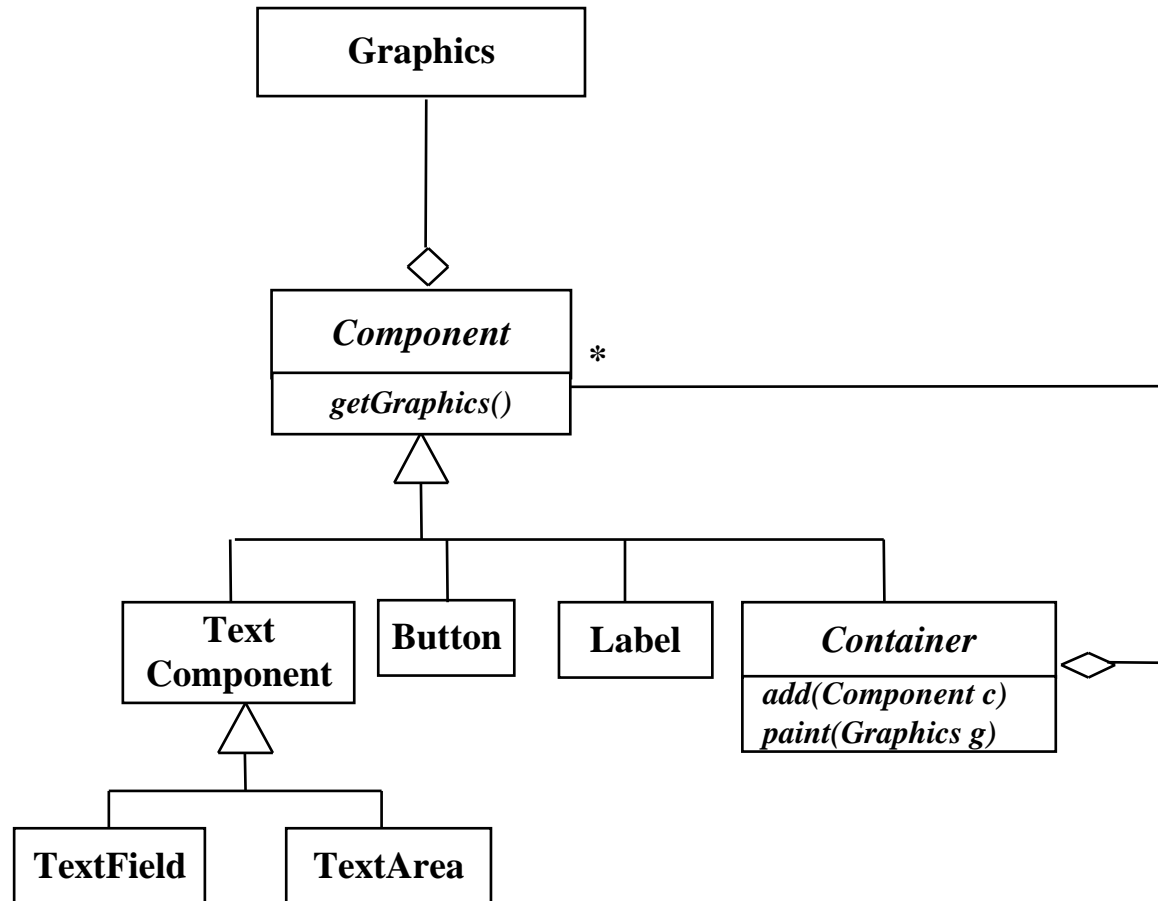 Graphics
Component
*
getGraphics()
Text
Component
Button
Label
Container
add(Component c)
paint(Graphics g)
TextField
TextArea